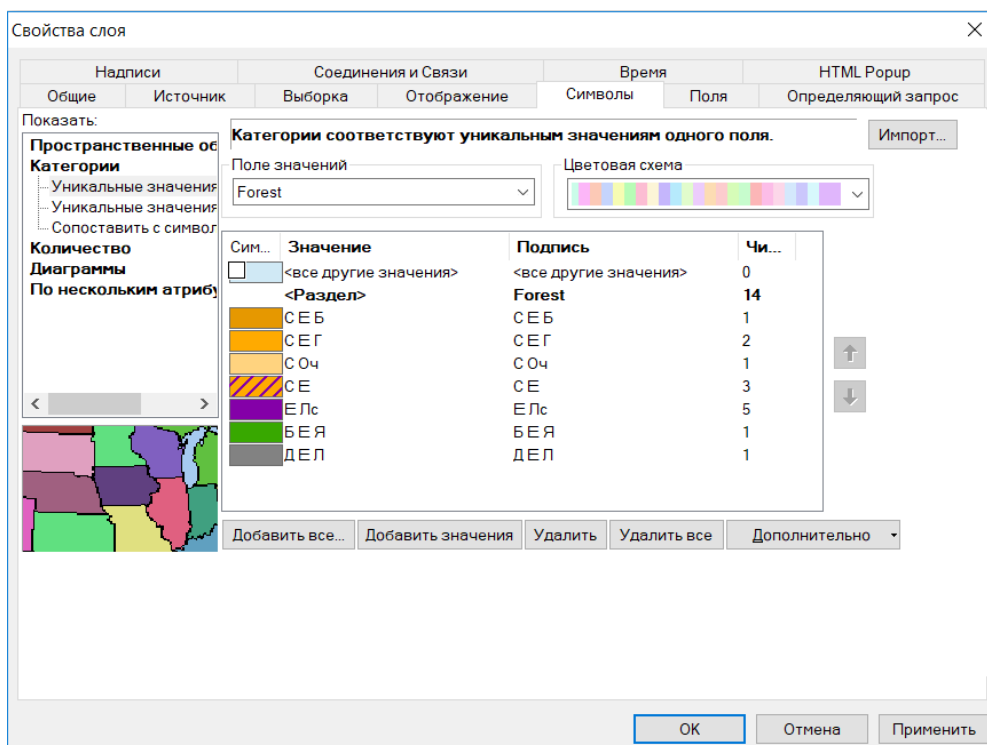 Свойства слоя
Надписи Соединения и Связи Время HTML Popup
Общие Источник Выборка Отображение Символы Поля Определяющий запрос
Показать:
Пространственные об
Категории
Уникальные значения
Уникальные значения
Сопоставить с символ
Количество
Диаграммы
По нескольким атрибу
Категории соответствуют уникальным значениям одного поля.
Импорт...
Поле значений
Forest
Цветовая схема
Сим... Значение Подпись Чи...
<все другие значения> <все другие значения> 0
<Раздел> Forest 14
С Е Б С Е Б 1
С Е Г С Е Г 2
С Оч С Оч 1
С Е С Е 3
Е Лс Е Лс 5
Б Е Я Б Е Я 1
Д Е Л Д Е Л 1
Добавить все... Добавить значения Удалить Удалить все Дополнительно
OK Отмена Применить